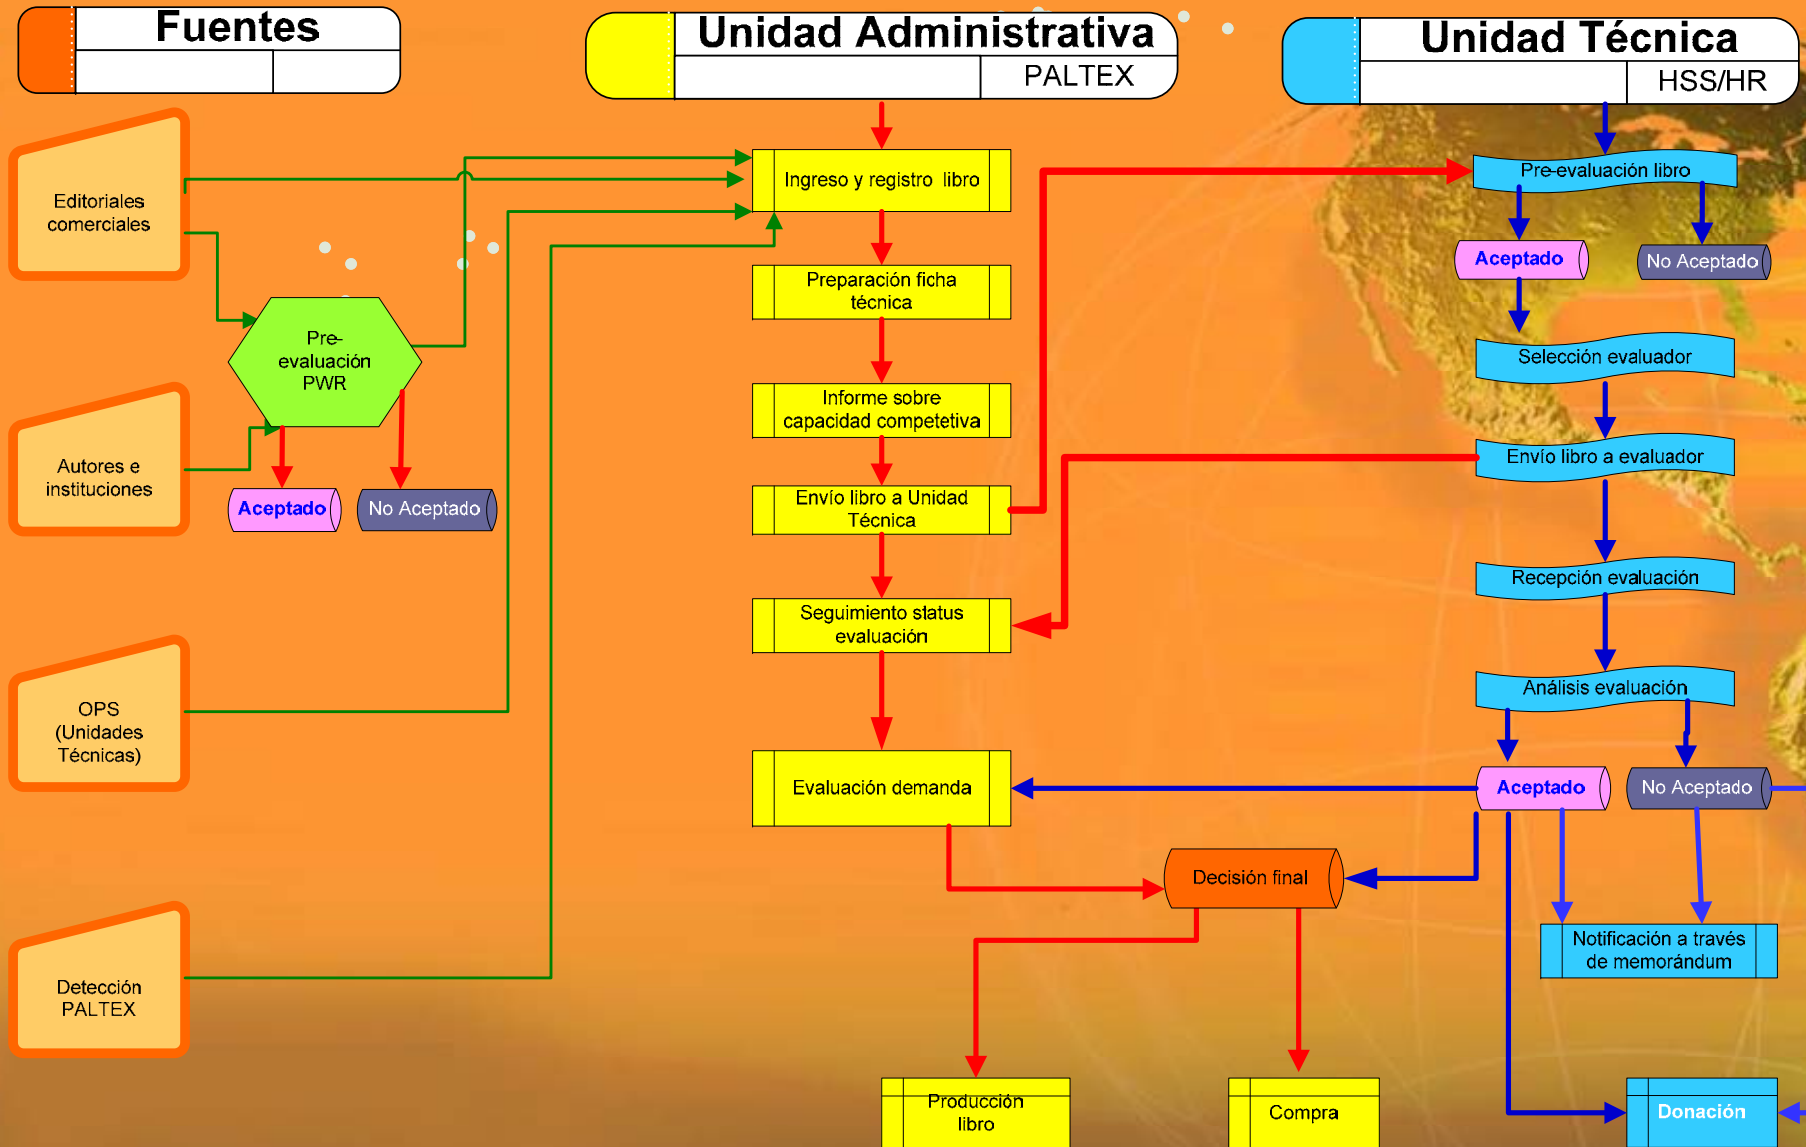 Fuentes
Unidad Administrativa
PALTEX
Unidad Técnica
HSS/HR
Editoriales
comerciales
Pre-
evaluación
PWR
Autores e
instituciones
Aceptado
No Aceptado
OPS
(Unidades
Técnicas)
Detección
PALTEX
Ingreso y registro libro
Preparación ficha
técnica
Informe sobre
capacidad competetiva
Envío libro a Unidad
Técnica
Seguimiento status
evaluación
Evaluación demanda
Decisión final
Producción
libro
Compra
Pre-evaluación libro
Aceptado
No Aceptado
Selección evaluador
Envío libro a evaluador
Recepción evaluación
Análisis evaluación
Aceptado
No Aceptado
Notificación a través
de memorándum
Donación